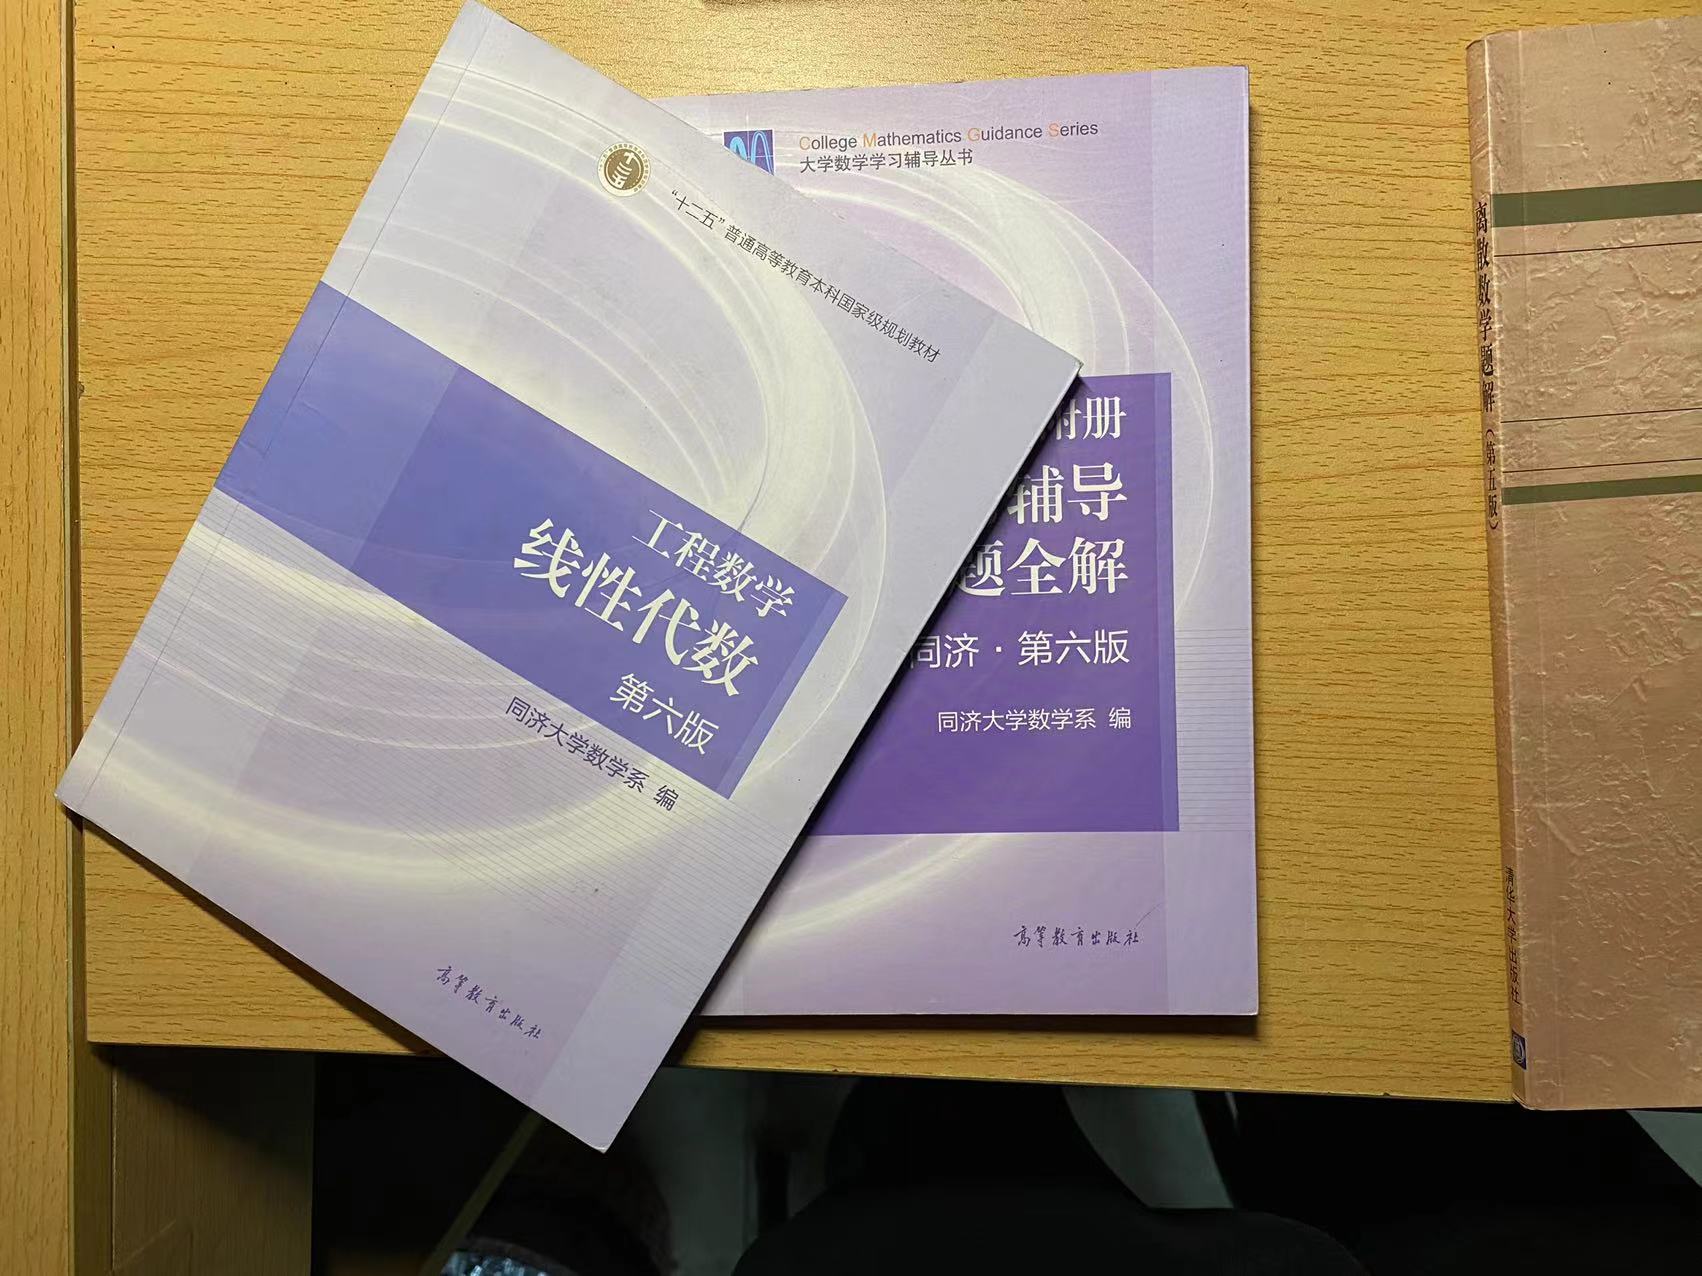 “十二五”普通高等教育本科国家级规划教材
工程数学
线性代数
第六版
同济大学数学系 编
高等教育出版社
College Mathematics Guidance Series
大学数学学习辅导丛书
附册
辅导
题全解
同济·第六版
同济大学数学系 编
高等教育出版社
离散数学题解(第五版)
清华大学出版社